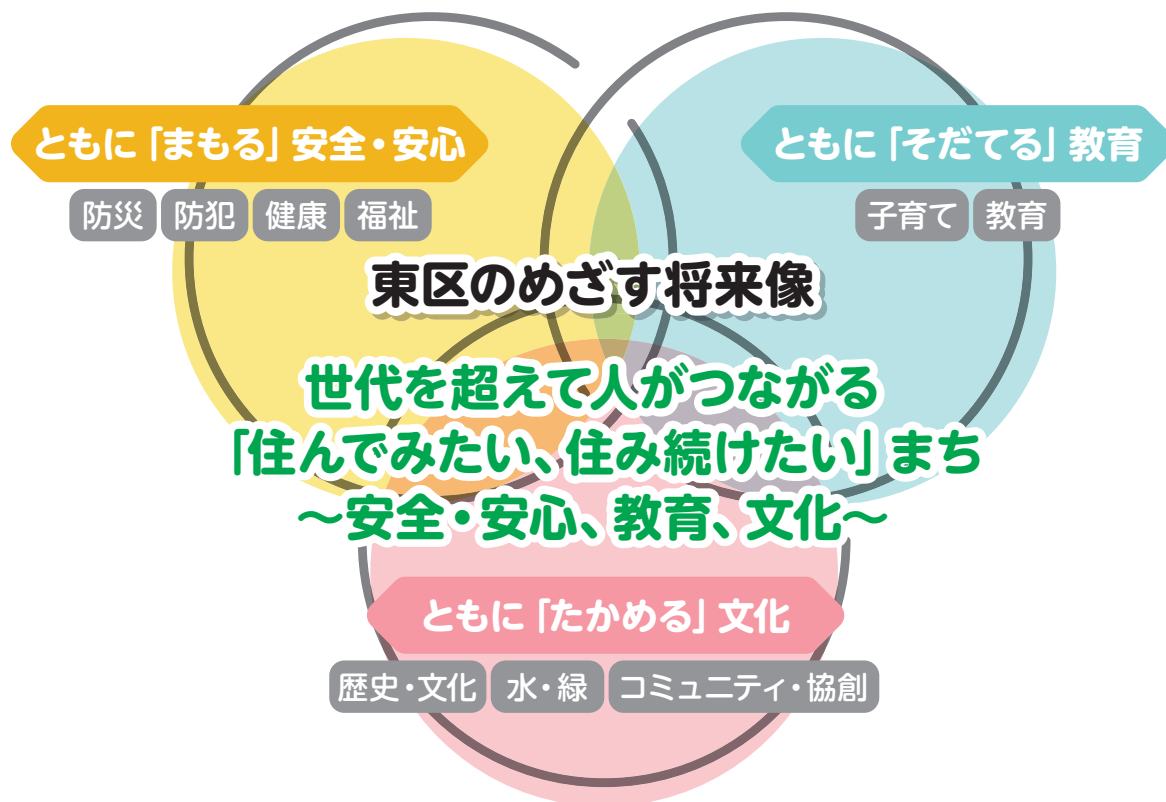 ともに「まもる」安全・安心
防災 防犯 健康 福祉
ともに「そだてる」教育
子育て 教育
東区のめざす将来像
世代を超えて人がつながる
「住んでみたい、住み続けたい」まち
～安全・安心、教育、文化～
ともに「たかめる」文化
歴史・文化 水・緑 コミュニティ・協創